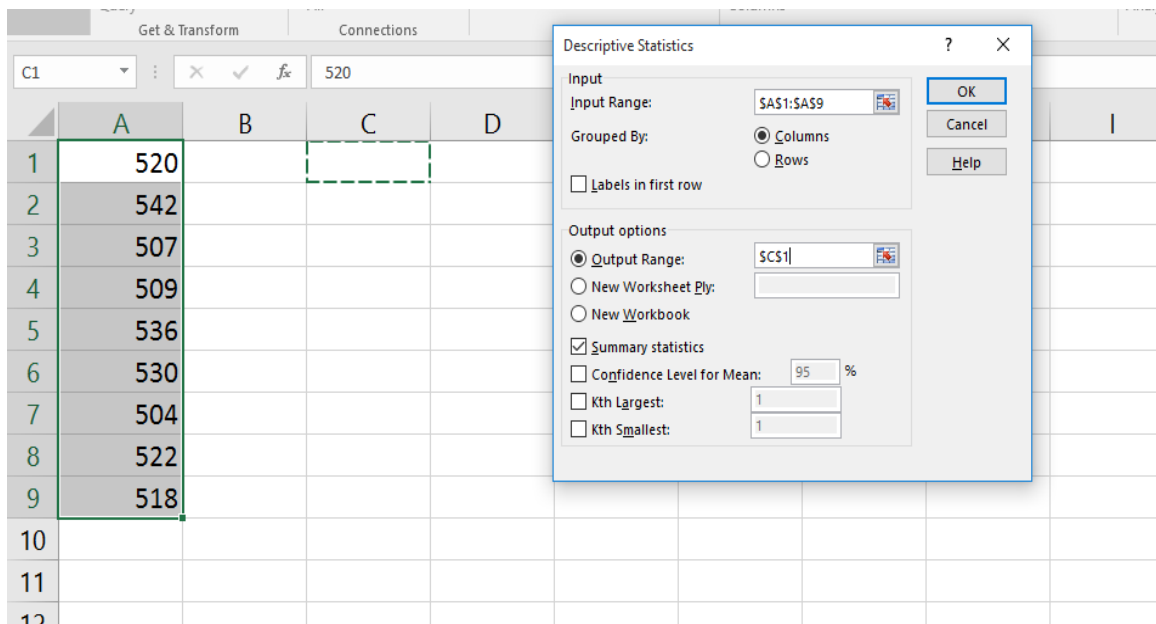 Get & Transform
Connections
C1
fx
520
A B C D I
1 520
2 542
3 507
4 509
5 536
6 530
7 504
8 522
9 518
10
11
Descriptive Statistics
?
Input
Input Range: $A$1:$A$9
Grouped By: Columns
Rows
Labels in first row
OK
Cancel
Help
Output options
Output Range: $C$1
New Worksheet Ply:
New Workbook
Summary statistics
Confidence Level for Mean: 95 %
Kth Largest: 1
Kth Smallest: 1